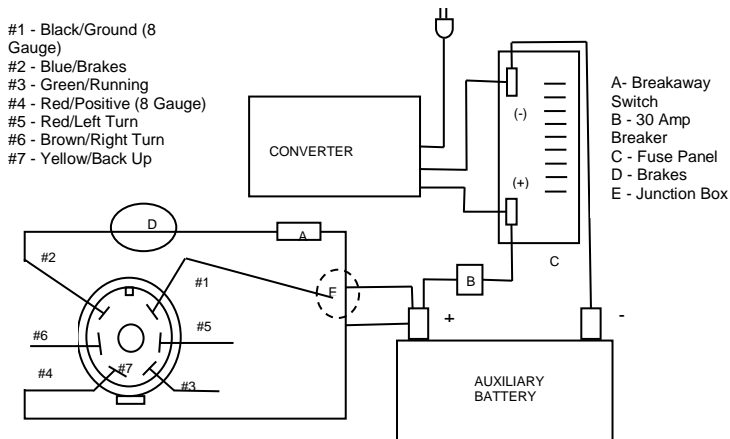 #1 - Black/Ground (8
Gauge)
#2 - Blue/Brakes
#3 - Green/Running
#4 - Red/Positive (8 Gauge)
#5 - Red/Left Turn
#6 - Brown/Right Turn
#7 - Yellow/Back Up
CONVERTER
(-)
(+)
C
A- Breakaway
Switch
B - 30 Amp
Breaker
C - Fuse Panel
D - Brakes
E - Junction Box
D
A
#2
#1
E
B
#5
#6
#4
#7
#3
+
-
AUXILIARY
BATTERY